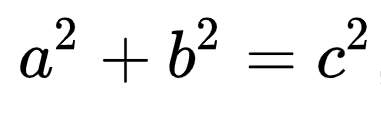 a² + b² = c²